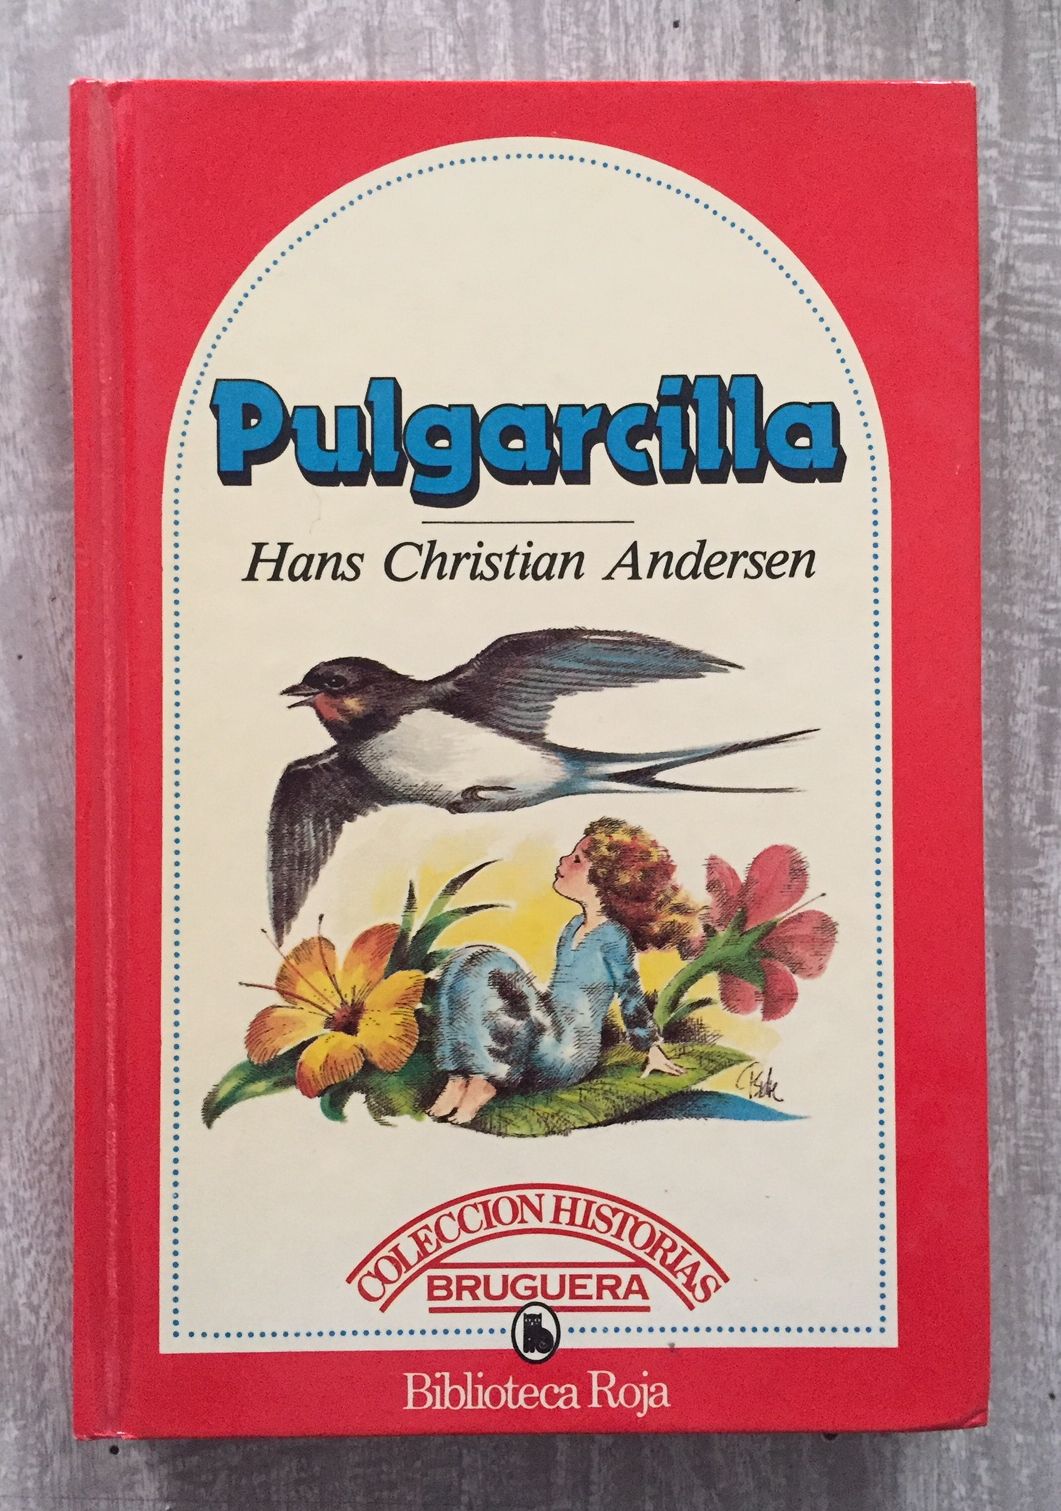 Pulgarcilla
Hans Christian Andersen
COLECCION HISTORIAS
BRUGUERA
Biblioteca Roja